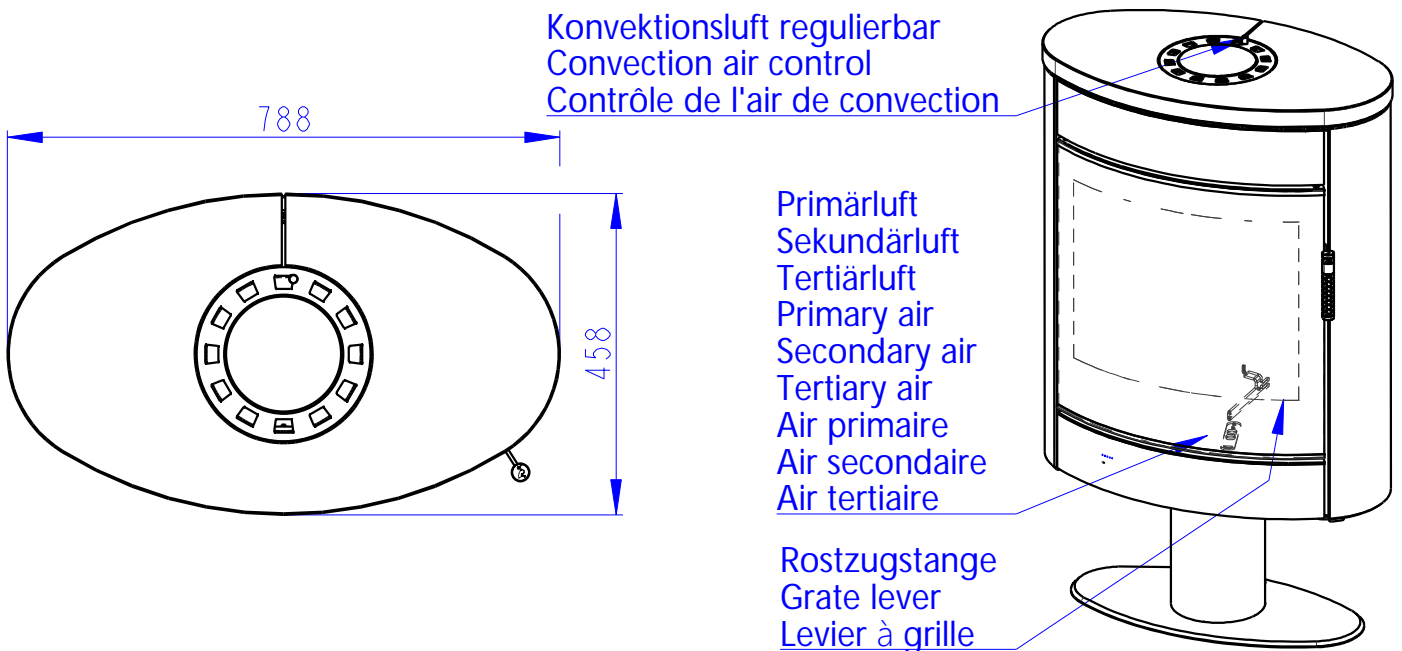 Konvektionsluft regulierbar
Convection air control
Contrôle de l'air de convection
788
458
Primärluft
Sekundärluft
Tertiärluft
Primary air
Secondary air
Tertiary air
Air primaire
Air secondaire
Air tertiaire
Rostzugstange
Grate lever
Levier à grille